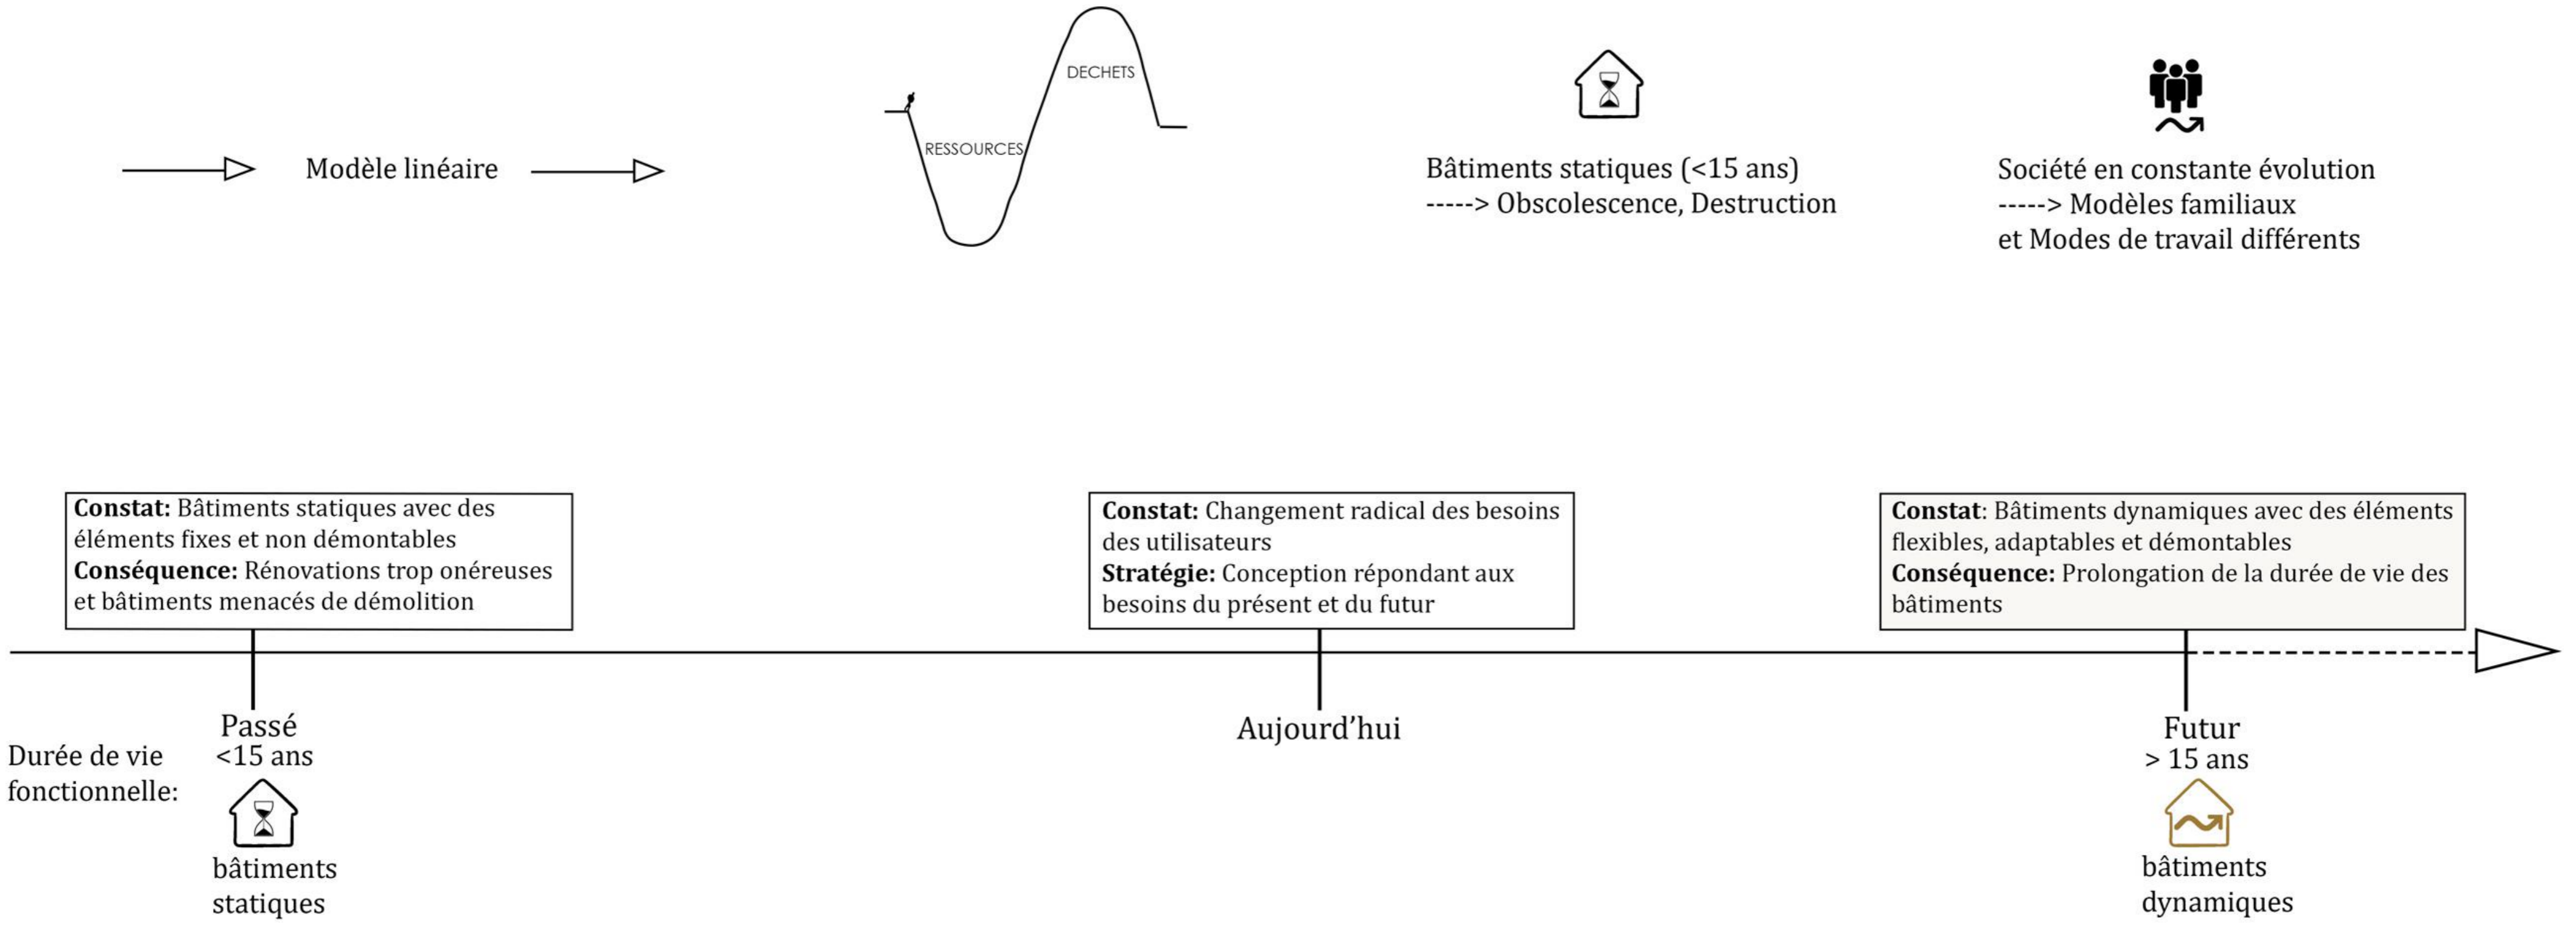 DECHETS
RESSOURCES
Modèle linéaire
Bâtiments statiques (<15 ans)
-----> Obscolescence, Destruction
Société en constante évolution
-----> Modèles familiaux
et Modes de travail différents
Constat: Bâtiments statiques avec des
éléments fixes et non démontables
Conséquence: Rénovations trop onéreuses
et bâtiments menacés de démolition
Constat: Changement radical des besoins
des utilisateurs
Stratégie: Conception répondant aux
besoins du présent et du futur
Constat: Bâtiments dynamiques avec des éléments
flexibles, adaptables et démontables
Conséquence: Prolongation de la durée de vie des
bâtiments
Passé
Aujourd’hui
Futur
Durée de vie
fonctionnelle:
<15 ans
> 15 ans
bâtiments
statiques
bâtiments
dynamiques